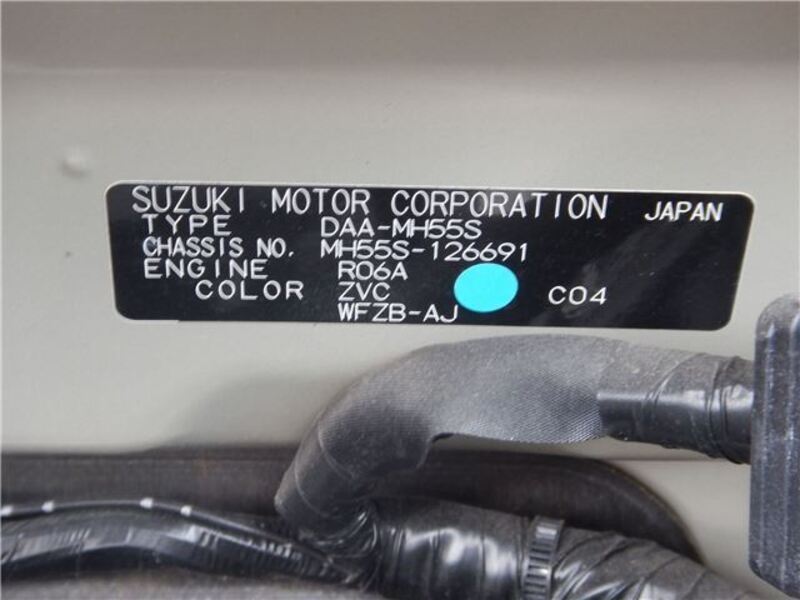 SUZUKI MOTOR CORPORATION JAPAN
TYPE DAA-MH55S
CHASSIS NO. MH55S-126691
ENGINE R06A
COLOR ZVC C04
WFZB-AJ